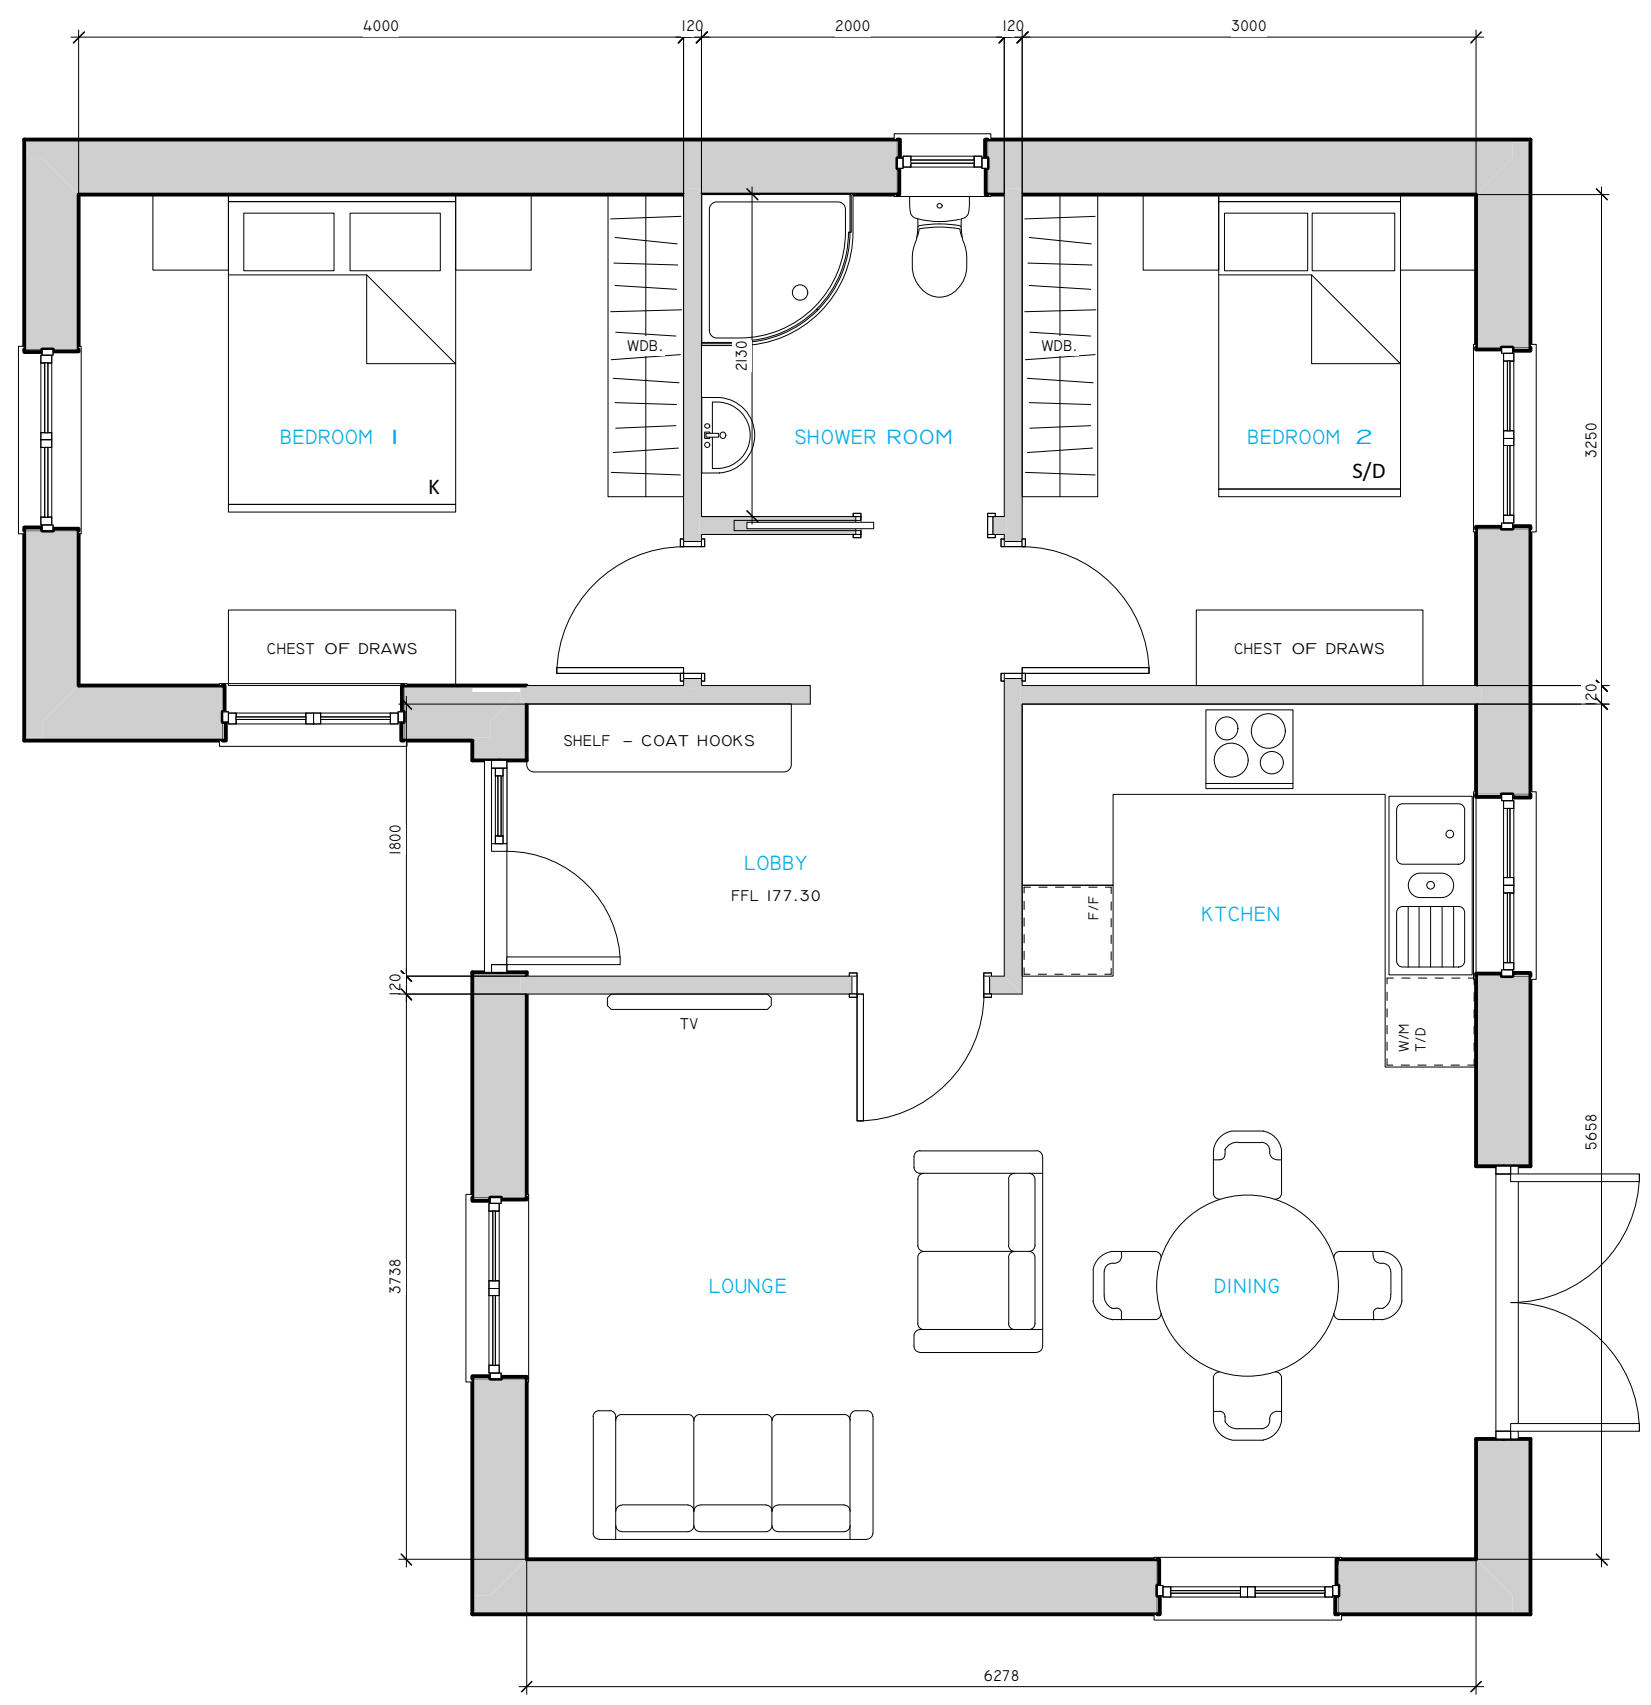 4000
120
2000
120
3000
WDB.
2130
WDB.
BEDROOM 1
SHOWER ROOM
BEDROOM 2
3250
K
S/D
CHEST OF DRAWS
CHEST OF DRAWS
120
SHELF - COAT HOOKS
1800
LOBBY
FFL 177.30
F/F
KTCHEN
120
TV
W/M
T/D
5658
3738
LOUNGE
DINING
6278